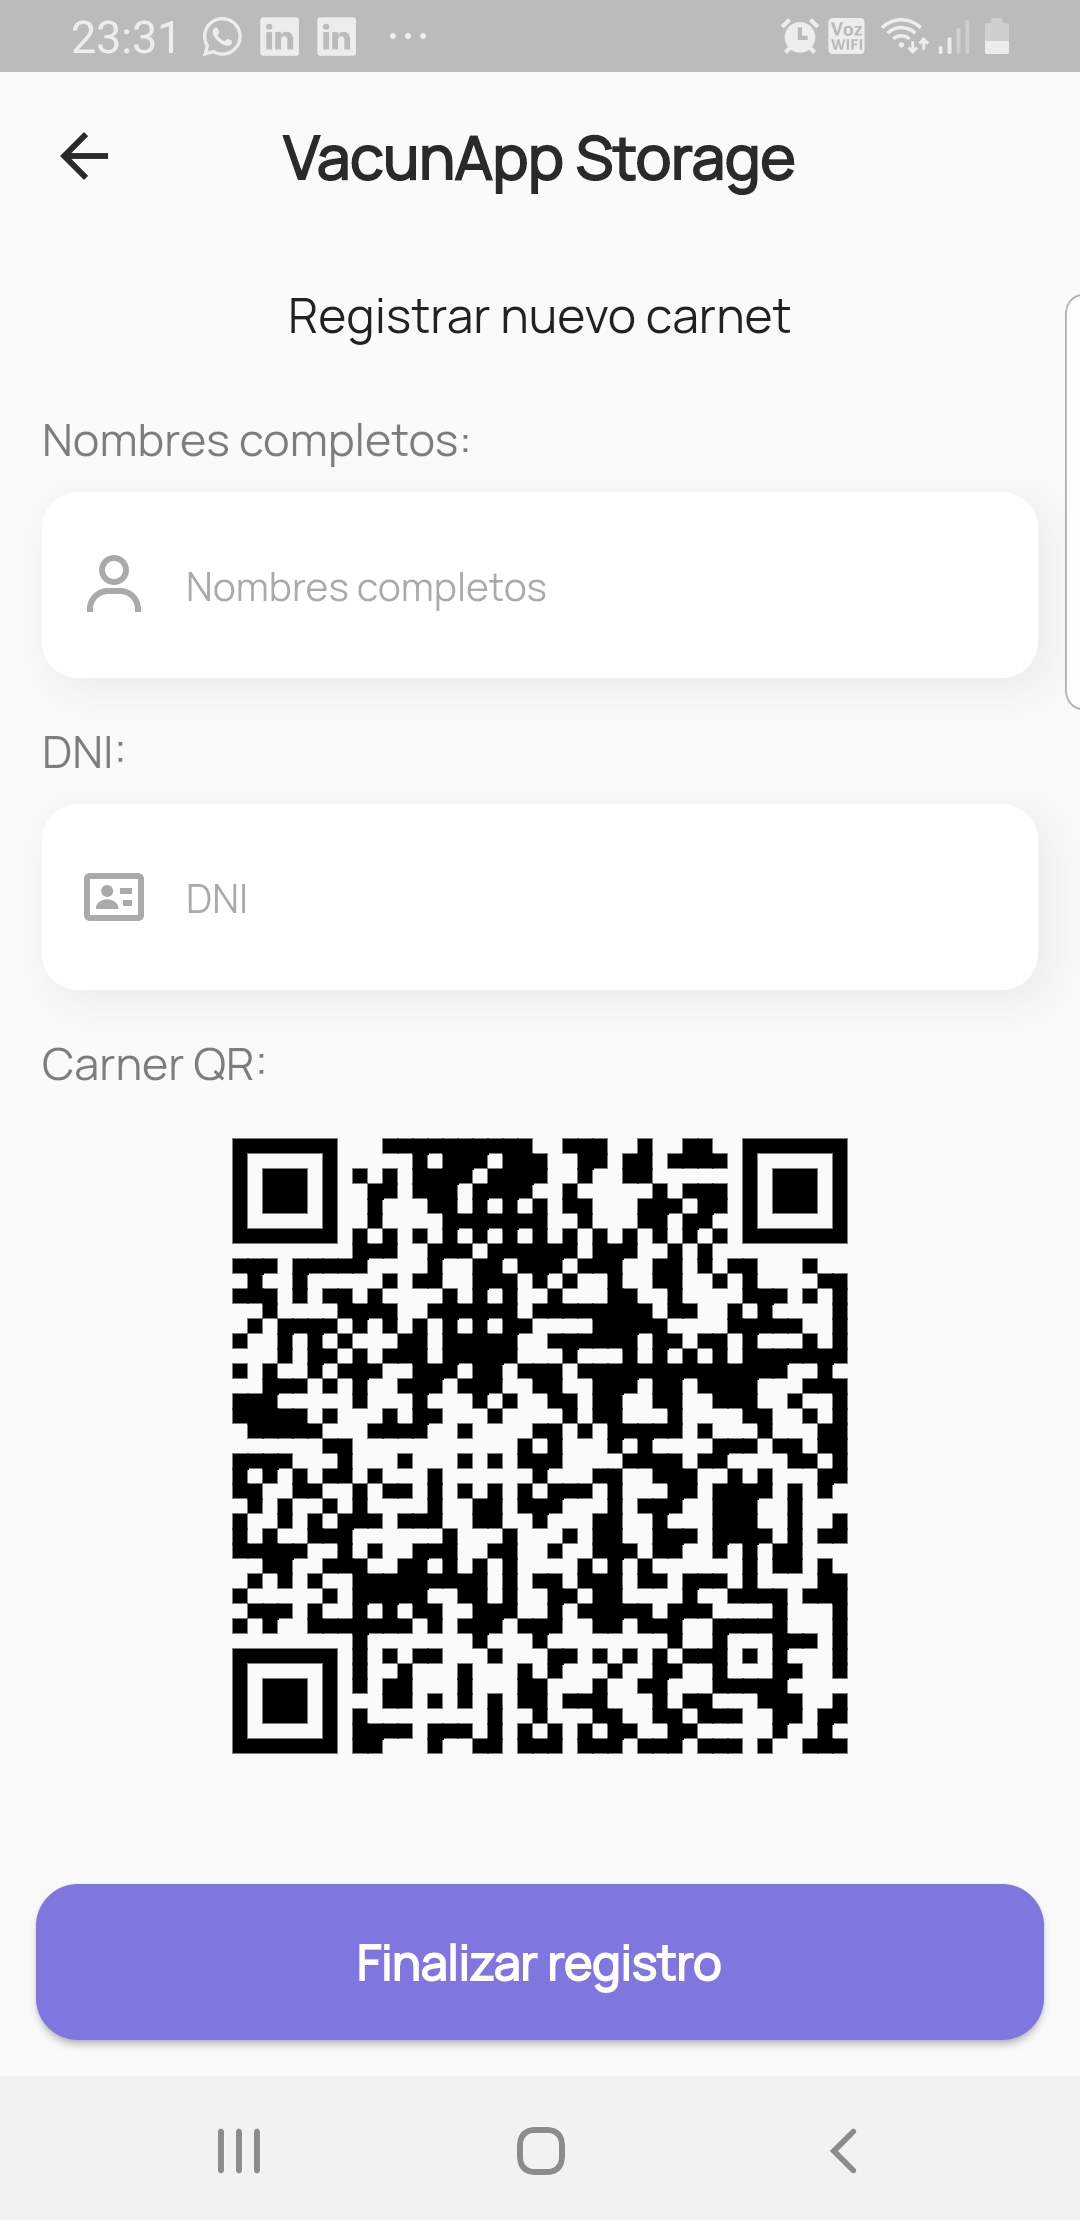 23:31
Voz
WIFI
VacunApp Storage
Registrar nuevo carnet
Nombres completos:
Nombres completos
DNI:
DNI
Carner QR:
Finalizar registro